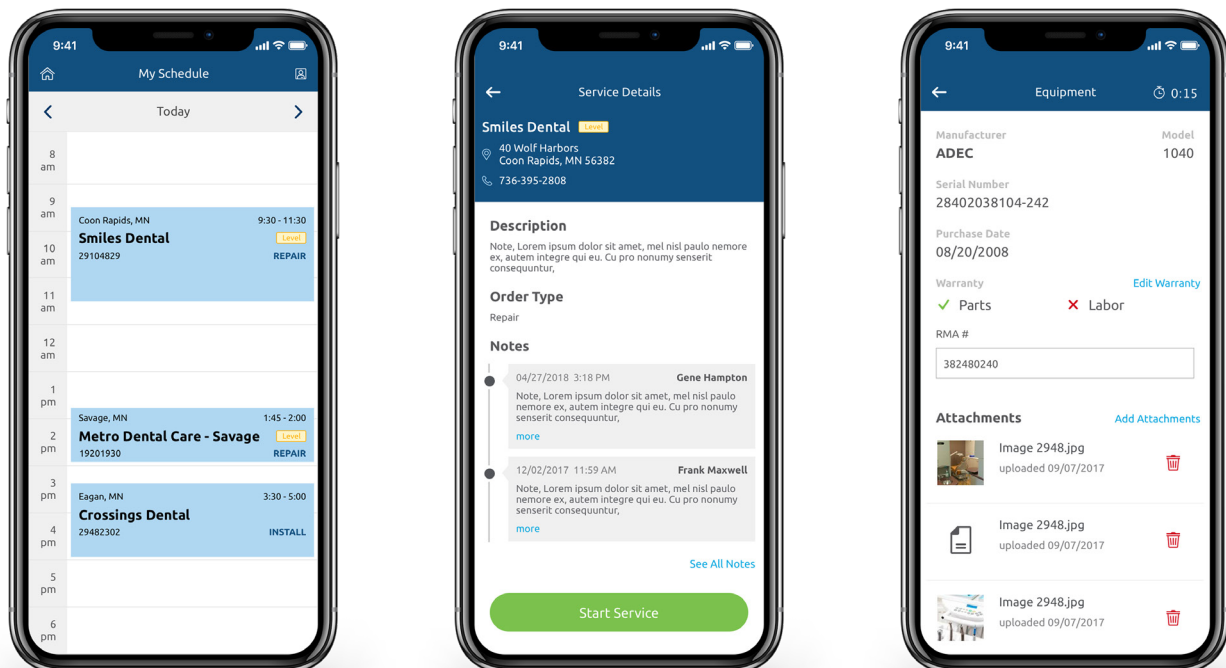 9:41
My Schedule
Today
8
am
9
am
Coon Rapids, MN 9:30 - 11:30
Smiles Dental Level
29104829 REPAIR
10
am
11
am
12
am
1
pm
Savage, MN 1:45 - 2:00
Metro Dental Care - Savage Level
19201930 REPAIR
2
pm
3
pm
Eagan, MN 3:30 - 5:00
Crossings Dental
29482302 INSTALL
4
pm
5
pm
6
pm
9:41
Service Details
Smiles Dental Level
40 Wolf Harbors
Coon Rapids, MN 56382
736-395-2808
Description
Note, Lorem ipsum dolor sit amet, mel nisl paulo nemore
ex, autem integre qui eu. Cu pro nonumy senserit
consequuntur,
Order Type
Repair
Notes
04/27/2018 3:18 PM Gene Hampton
Note, Lorem ipsum dolor sit amet, mel nisl paulo
nemore ex, autem integre qui eu. Cu pro nonumy
senserit consequuntur,
more
12/02/2017 11:59 AM Frank Maxwell
Note, Lorem ipsum dolor sit amet, mel nisl paulo
nemore ex, autem integre qui eu. Cu pro nonumy
senserit consequuntur,
more
See All Notes
Start Service
9:41
Equipment 0:15
Manufacturer Model
ADEC 1040
Serial Number
28402038104-242
Purchase Date
08/20/2008
Warranty Edit Warranty
Parts Labor
RMA #
382480240
Attachments Add Attachments
Image 2948.jpg
uploaded 09/07/2017
Image 2948.jpg
uploaded 09/07/2017
Image 2948.jpg
uploaded 09/07/2017